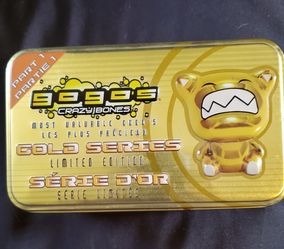 PART 1
PARTIE 1
gogos
CRAZY BONES
MOST VALUABLE GOGO'S
LES PLUS PRÉCIEUX
GOLD SERIES
LIMITED EDITION
SÉRIE D'OR
SÉRIE LIMITÉE